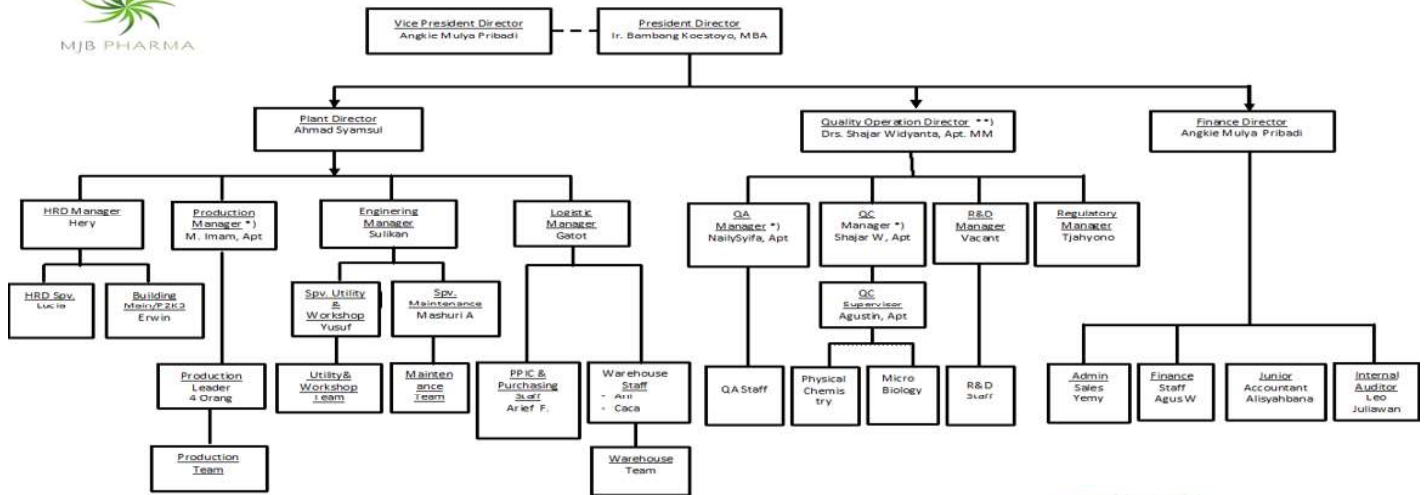 MJB PHARMA
Vice President Director
Angkie Mulya Pribadi
President Director
Ir. Bambang Koestoyo, MBA
Plant Director
Ahmad Syamsul
Quality Operation Director **)
Drs. Shajar Widyanta, Apt. MM
Finance Director
Angkie Mulya Pribadi
HRD Manager
Hery
Production
Manager *)
M. Imam, Apt
Enginering
Manager
Sulikan
Logistic
Manager
Gatot
QA
Manager *)
NailySyifa, Apt
QC
Manager *)
Shajar W, Apt
R&D
Manager
Vacant
Regulatory
Manager
Tjahyono
HRD Spv.
Lucia
Building
Main/P2K3
Erwin
Spv. Utility
&
Workshop
Yusuf
Spv.
Maintenance
Mashuri A
QC
Supervisor
Agustin, Apt
Production
Leader
4 Orang
Utility&
Workshop
Team
Mainten
ance
Team
PPIC &
Purchasing
Staff
Arief F.
Warehouse
Staff
- Aril
- Caca
QA Staff
Physical
Chemis
try
Micro
Biology
R&D
Staff
Admin
Sales
Yemy
Finance
Staff
Agus W
Junior
Accountant
Alisyahbana
Internal
Auditor
Leo
Juliawan
Production
Team
Warehouse
Team